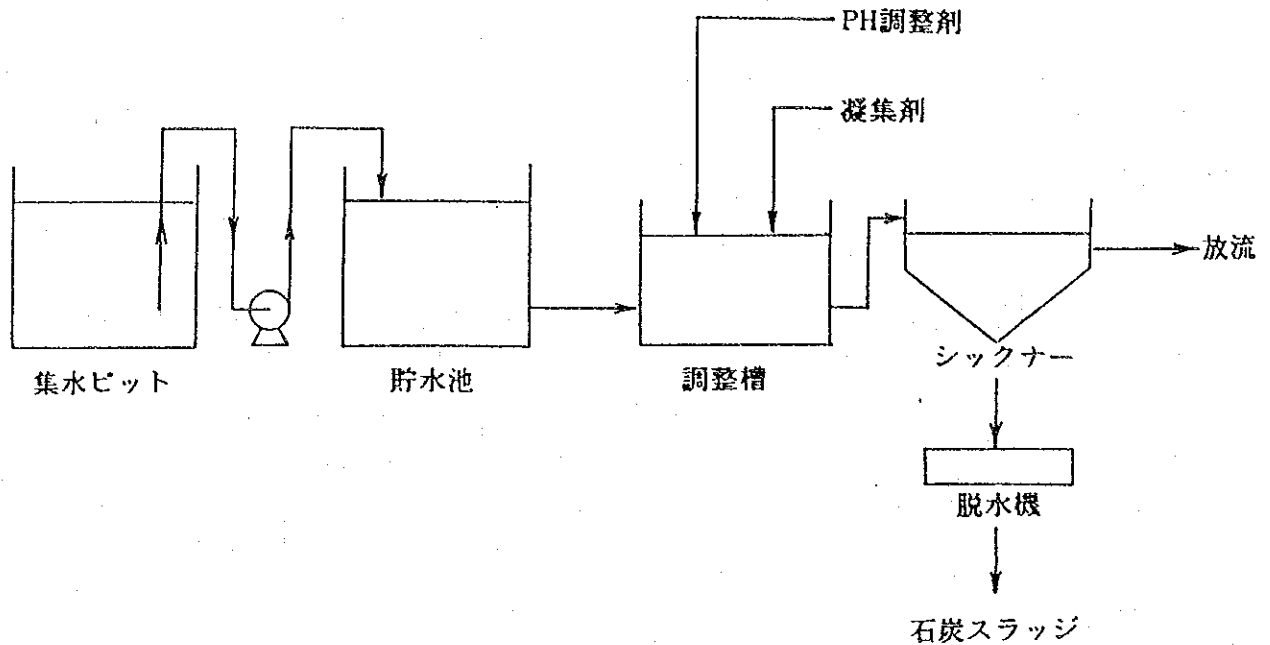 PH調整剤
凝集剤
放流
集水ピット
貯水池
調整槽
シックナー
脱水機
石炭スラッジ